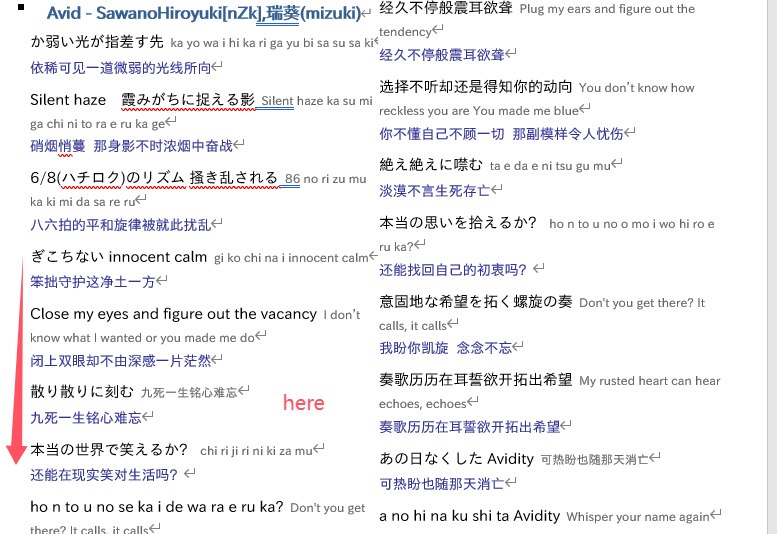 Avid - SawanoHiroyuki[nZk],瑞葵(mizuki)
か弱い光が指差す先 ka yo wa i hi ka ri ga yu bi sa su sa ki
依稀可见一道微弱的光线所向
Silent haze 霞みがちに捉える影 Silent haze ka su mi
ga chi ni to ra e ru ka ge
硝烟悄蔓 那身影不时浓烟中奋战
6/8(ハチロク)のリズム 掻き乱される 86 no ri zu mu
ka ki mi da sa re ru
八六拍的平和旋律被就此扰乱
ぎこちない innocent calm gi ko chi na i innocent calm
笨拙守护这净土一方
Close my eyes and figure out the vacancy I don't
know what I wanted or you made me do
闭上双眼却不由深感一片茫然
散り散りに刻む 九死一生铭心难忘
九死一生铭心难忘
here
本当の世界で笑えるか? chi ri ji ri ni ki za mu
还能在现实笑对生活吗?
ho n to u no se ka i de wa ra e ru ka? Don't you get
there? It calls, it calls
经久不停般震耳欲聋 Plug my ears and figure out the
tendency
经久不停般震耳欲聋
选择不听却还是得知你的动向 You don't know how
reckless you are You made me blue
你不懂自己不顾一切 那副模样令人忧伤
絶え絶えに噤む ta e da e ni tsu gu mu
淡漠不言生死存亡
本当の思いを拾えるか? ho n to u no o mo i wo hi ro e
ru ka?
还能找回自己的初衷吗?
意固地な希望を拓く螺旋の奏 Don't you get there? It
calls, it calls
我盼你凯旋 念念不忘
奏歌历历在耳誓欲开拓出希望 My rusted heart can hear
echoes, echoes
奏歌历历在耳誓欲开拓出希望
あの日なくした Avidity 可热盼也随那天消亡
可热盼也随那天消亡
a no hi na ku shi ta Avidity Whisper your name again